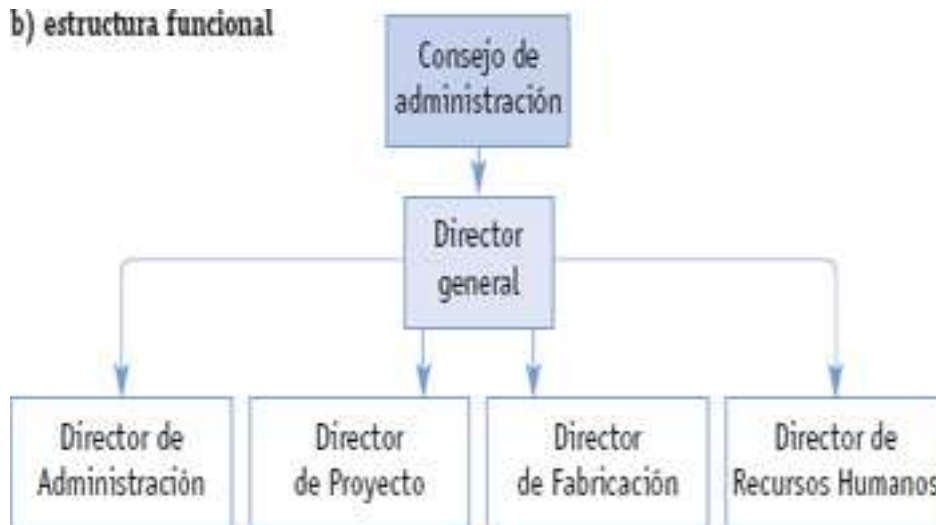 b) estructura funcional
Consejo de
administración
Director
general
Director de
Administración
Director
de Proyecto
Director
de Fabricación
Director de
Recursos Humanos